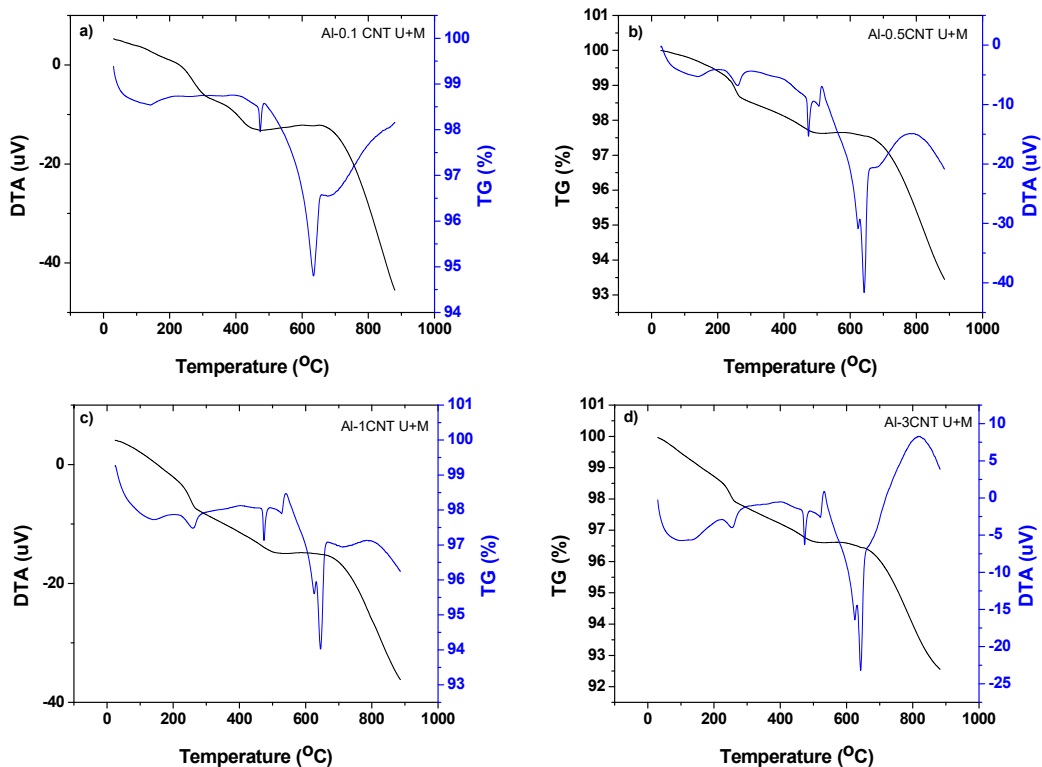 a)
Al-0.1 CNT U+M
DTA (uV)
0
-20
-40
TG (%)
100
99
98
97
96
95
94
0 200 400 600 800 1000
Temperature (OC)
b)
Al-0.5CNT U+M
TG (%)
101
100
99
98
97
96
95
94
93
DTA (uV)
0
-10
-20
-30
-40
0 200 400 600 800 1000
Temperature (OC)
c)
Al-1CNT U+M
DTA (uV)
0
-20
-40
TG (%)
101
100
99
98
97
96
95
94
93
0 200 400 600 800 1000
Temperature (OC)
d)
Al-3CNT U+M
TG (%)
101
100
99
98
97
96
95
94
93
92
DTA (uV)
10
5
0
-5
-10
-15
-20
-25
0 200 400 600 800 1000
Temperature (OC)